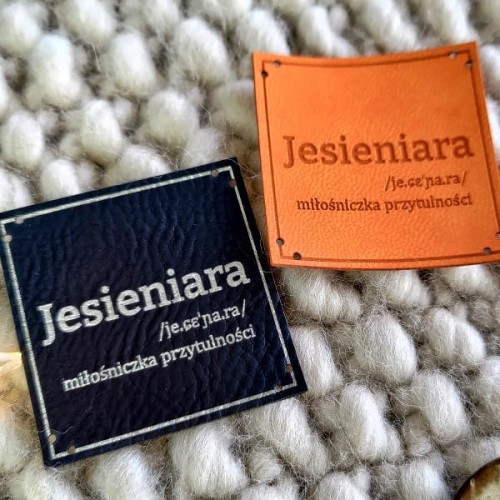 Jesieniara
/je.ɕɛˈɲa.ra/
miłośniczka przytulności
Jesieniara
/je.ɕɛˈɲa.ra/
miłośniczka przytulności